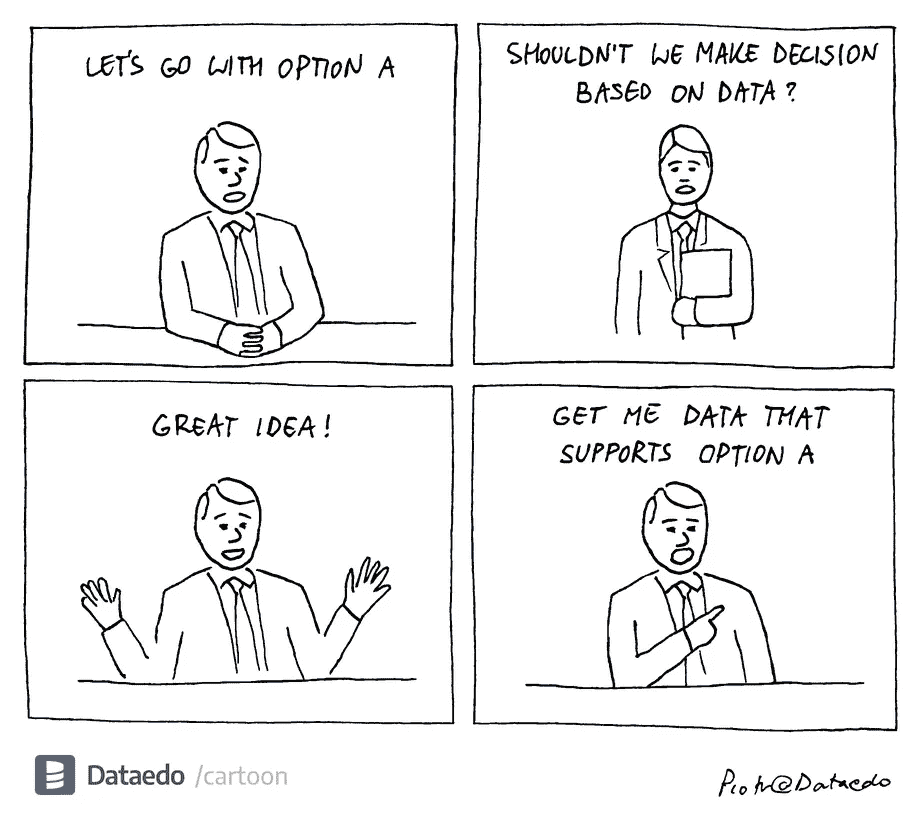 LET'S GO WITH OPTION A
SHOULDN'T WE MAKE DECISION
BASED ON DATA?
GREAT IDEA!
GET ME DATA THAT
SUPPORTS OPTION A
Dataedo /cartoon
Piotr@Dataedo